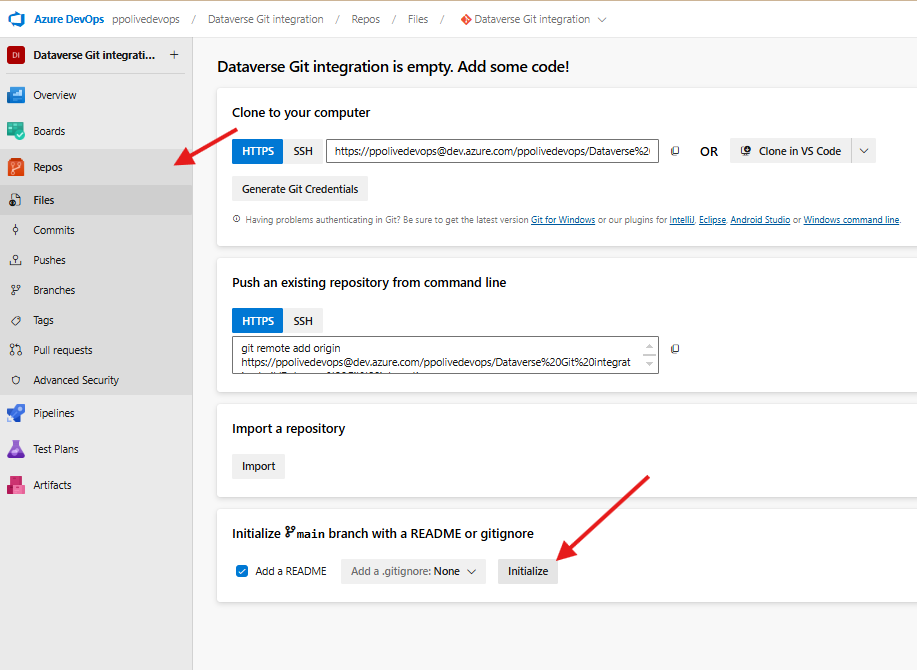 Azure DevOps ppolivedevops / Dataverse Git integration / Repos / Files / Dataverse Git integration
DI Dataverse Git integrati... +
Overview
Boards
Repos
Files
Commits
Pushes
Branches
Tags
Pull requests
Advanced Security
Pipelines
Test Plans
Artifacts
Dataverse Git integration is empty. Add some code!
Clone to your computer
HTTPS SSH https://ppolivedevops@dev.azure.com/ppolivedevops/Dataverse%20 OR Clone in VS Code
Generate Git Credentials
Having problems authenticating in Git? Be sure to get the latest version Git for Windows or our plugins for IntelliJ, Eclipse, Android Studio or Windows command line.
Push an existing repository from command line
HTTPS SSH
git remote add origin
https://ppolivedevops@dev.azure.com/ppolivedevops/Dataverse%20Git%20integrat
Import a repository
Import
Initialize main branch with a README or gitignore
Add a README Add a .gitignore: None Initialize